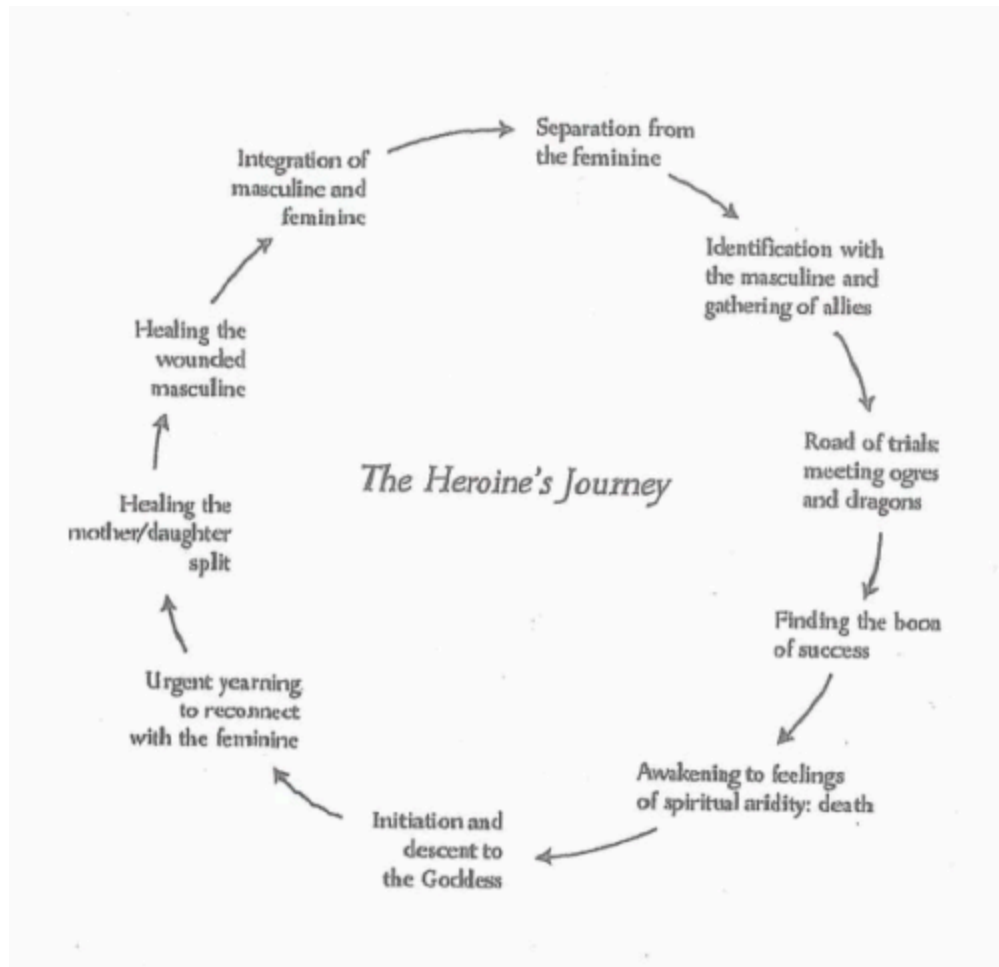 Separation from
the feminine
Identification with
the masculine and
gathering of allies
Road of trials:
meeting ogres
and dragons
Finding the boon
of success
Awakening to feelings
of spiritual aridity: death
Initiation and
descent to
the Goddess
Urgent yearning
to reconnect
with the feminine
Healing the
mother/daughter
split
Healing the
wounded
masculine
Integration of
masculine and
feminine
The Heroine's Journey